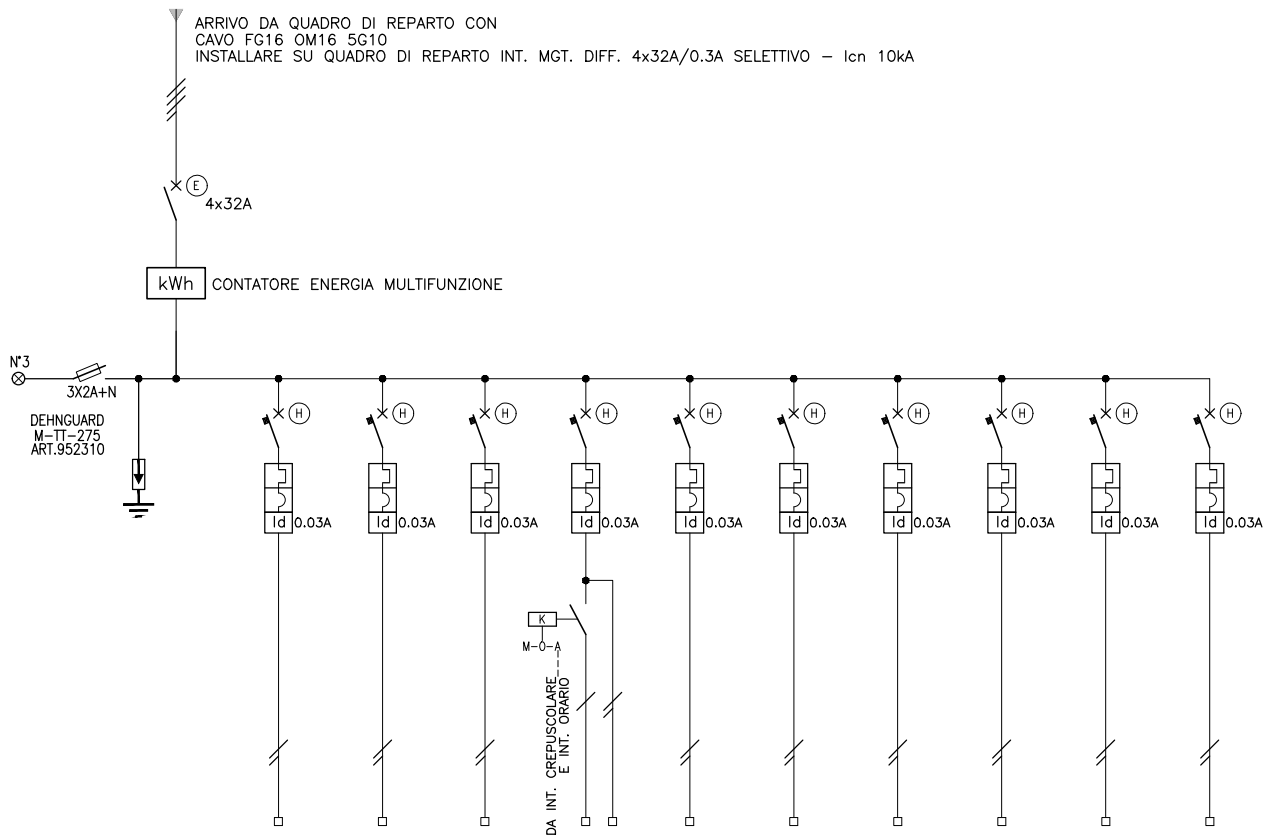 ARRIVO DA QUADRO DI REPARTO CON
CAVO FG16 OM16 5G10
INSTALLARE SU QUADRO DI REPARTO INT. MGT. DIFF. 4x32A/0.3A SELETTIVO – Icn 10kA
E
4x32A
kWh
CONTATORE ENERGIA MULTIFUNZIONE
N°3
3X2A+N
DEHNGUARD
M-TT-275
ART.952310
H
H
H
H
H
H
H
H
H
H
Id 0.03A
Id 0.03A
Id 0.03A
Id 0.03A
Id 0.03A
Id 0.03A
Id 0.03A
Id 0.03A
Id 0.03A
Id 0.03A
K
M-O-A
DA INT. CREPUSCOLARE
E INT. ORARIO